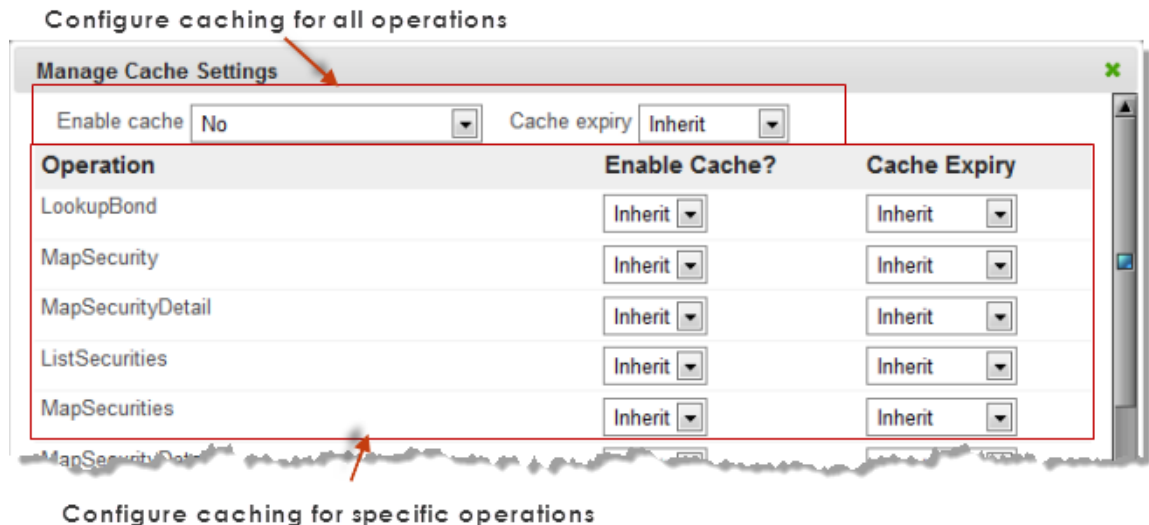 Configure caching for all operations
Manage Cache Settings
Enable cache No Cache expiry Inherit
Operation Enable Cache? Cache Expiry
LookupBond Inherit Inherit
MapSecurity Inherit Inherit
MapSecurityDetail Inherit Inherit
ListSecurities Inherit Inherit
MapSecurities Inherit Inherit
Configure caching for specific operations